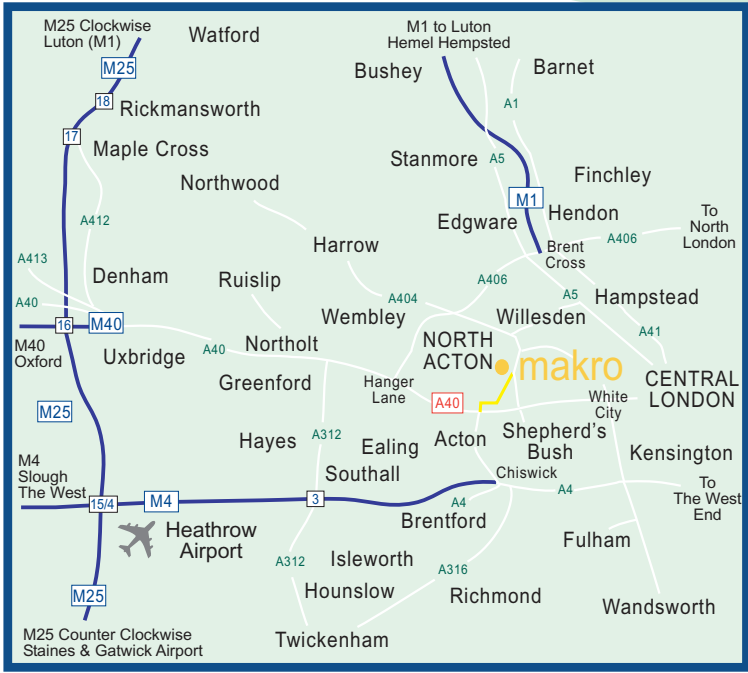 M25 Clockwise
Luton (M1)
Watford
M1 to Luton
Hemel Hempsted
Bushey
Barnet
M25
18
Rickmansworth
A1
17
Maple Cross
Stanmore
A5
Finchley
Northwood
M1
Edgware
Hendon
To
North
London
A412
Harrow
Brent
Cross
A406
A413
Denham
Ruislip
A406
A404
A5
Hampstead
A40
16
M40
Wembley
Willesden
A41
M40
Oxford
Uxbridge
A40
Northolt
NORTH
ACTON
makro
Greenford
Hanger
Lane
CENTRAL
LONDON
M25
A40
White
City
Hayes
A312
Ealing
Acton
Shepherd's
Bush
Kensington
M4
Slough
The West
Southall
Chiswick
15/4
M4
3
A4
A4
To
The West
End
Heathrow
Airport
Brentford
Fulham
A312
Isleworth
A316
M25
Hounslow
Richmond
Wandsworth
M25 Counter Clockwise
Staines & Gatwick Airport
Twickenham